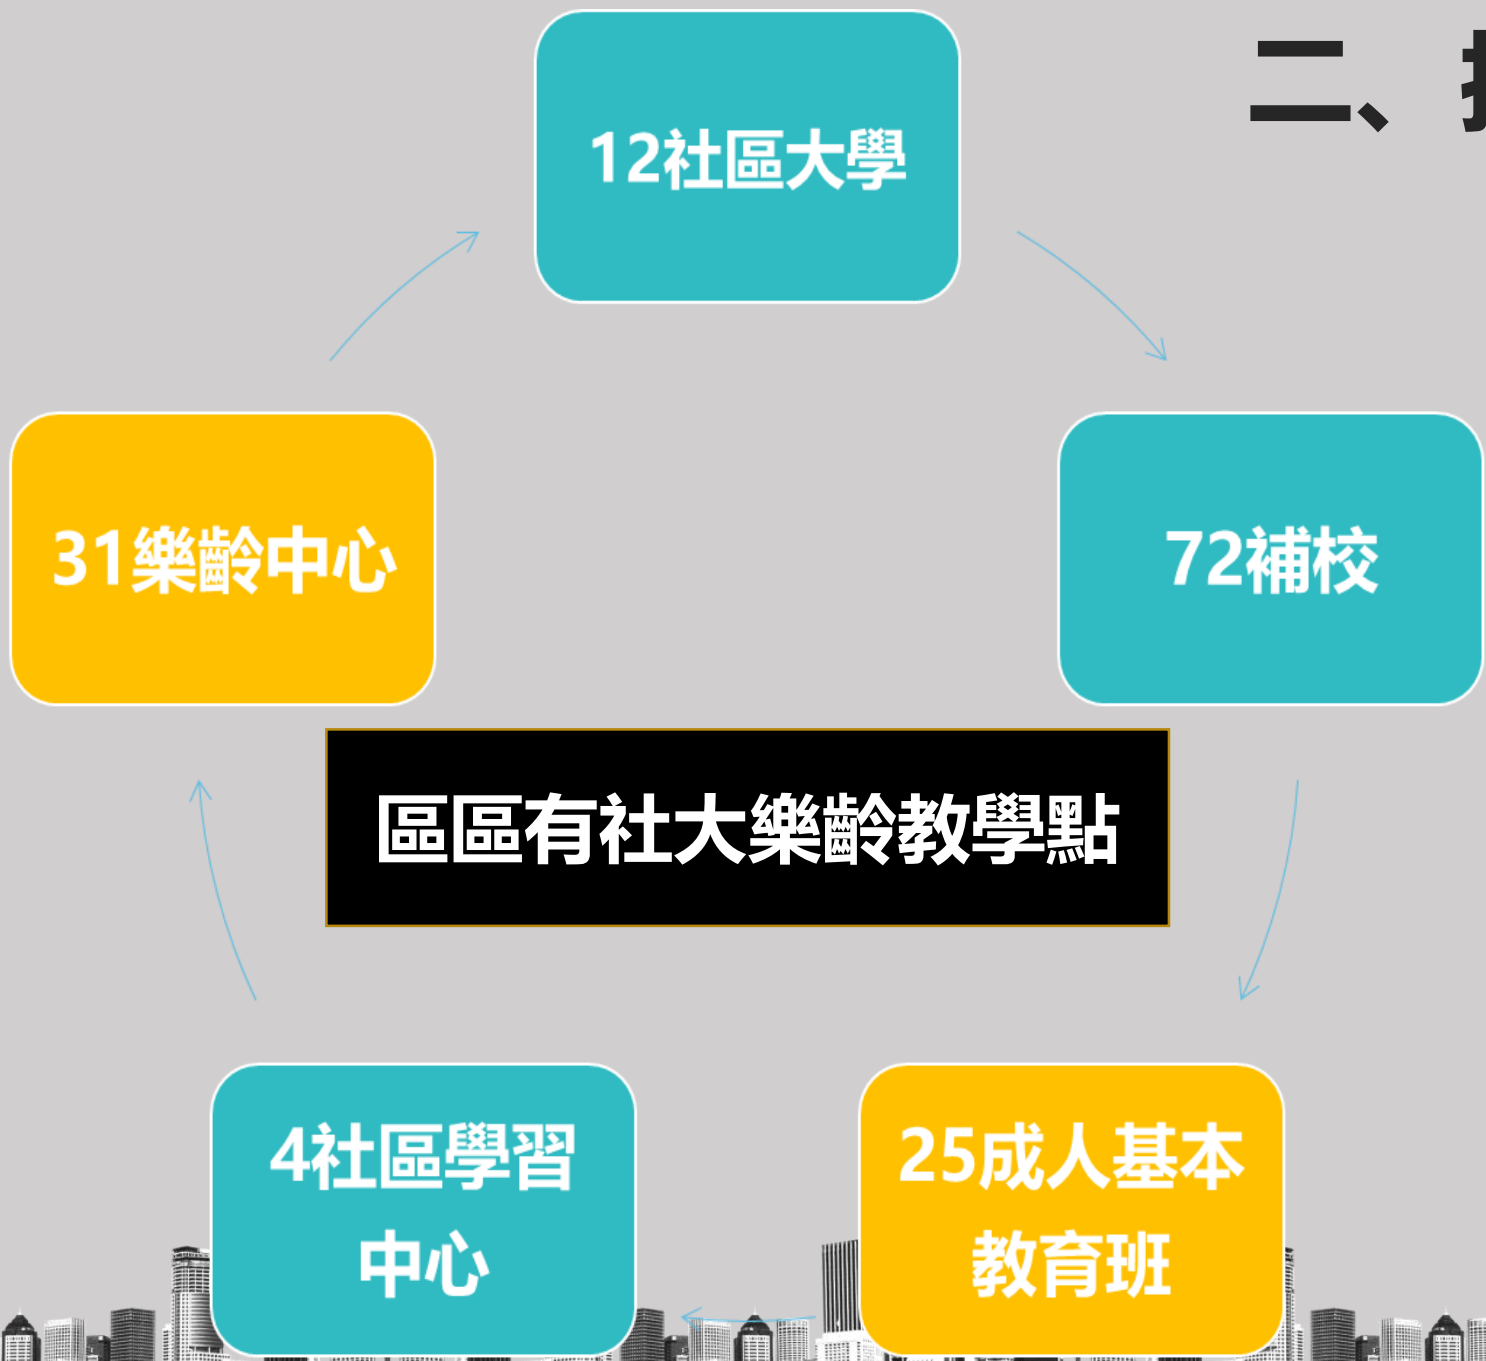 二、
12社區大學
31樂齡中心
72補校
區區有社大樂齡教學點
4社區學習
中心
25成人基本
教育班